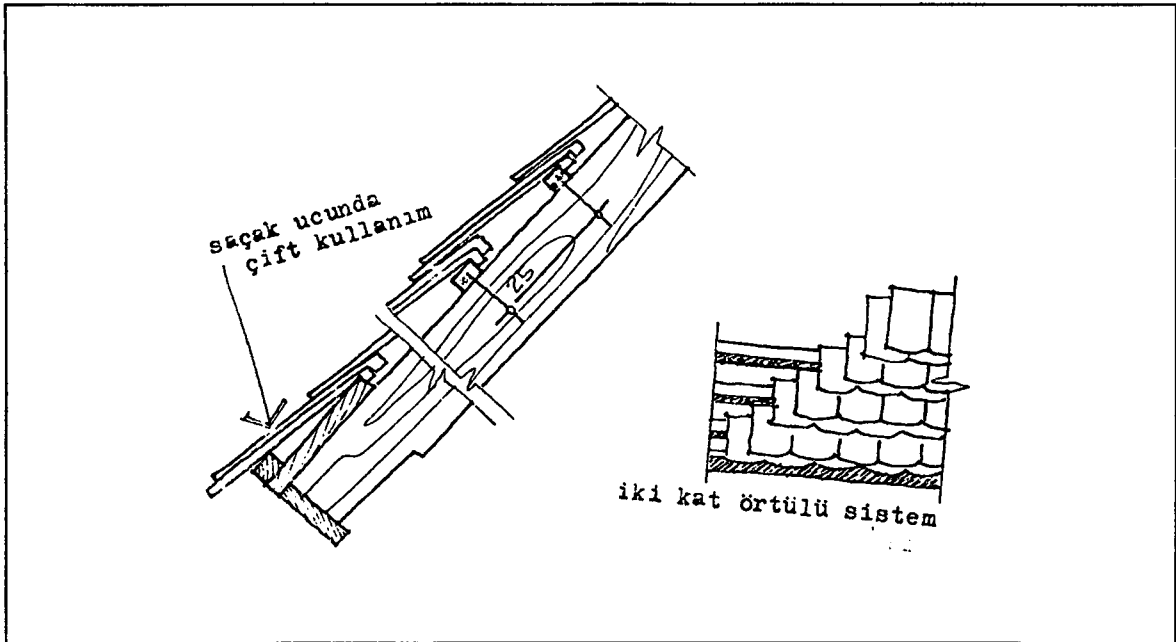 saçak ucunda
çift kullanım
25
iki kat örtülü sistem